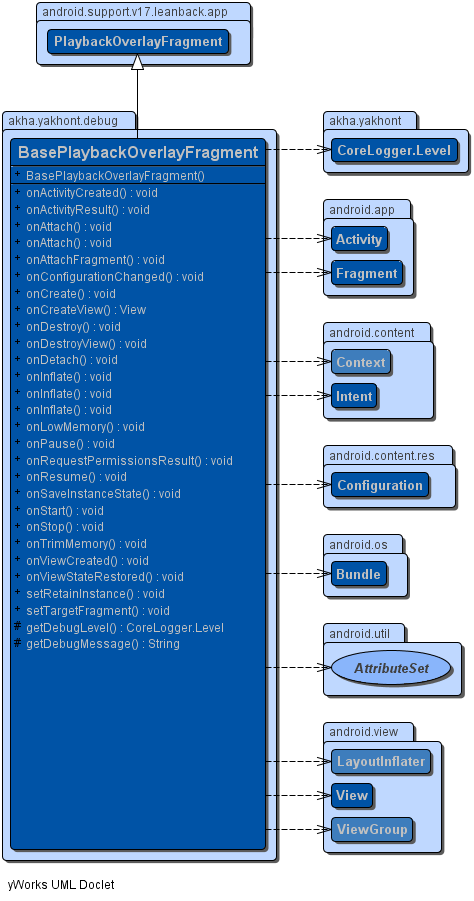 android.support.v17.leanback.app
PlaybackOverlayFragment
akha.yakhont.debug
BasePlaybackOverlayFragment
+ BasePlaybackOverlayFragment()
+ onActivityCreated() : void
+ onActivityResult() : void
+ onAttach() : void
+ onAttach() : void
+ onAttachFragment() : void
+ onConfigurationChanged() : void
+ onCreate() : void
+ onCreateView() : View
+ onDestroy() : void
+ onDestroyView() : void
+ onDetach() : void
+ onInflate() : void
+ onInflate() : void
+ onInflate() : void
+ onLowMemory() : void
+ onPause() : void
+ onRequestPermissionsResult() : void
+ onResume() : void
+ onSaveInstanceState() : void
+ onStart() : void
+ onStop() : void
+ onTrimMemory() : void
+ onViewCreated() : void
+ onViewStateRestored() : void
+ setRetainInstance() : void
+ setTargetFragment() : void
# getDebugLevel() : CoreLogger.Level
# getDebugMessage() : String
akha.yakhont
CoreLogger.Level
android.app
Activity
Fragment
android.content
Context
Intent
android.content.res
Configuration
android.os
Bundle
android.util
AttributeSet
android.view
LayoutInflater
View
ViewGroup
yWorks UML Doclet